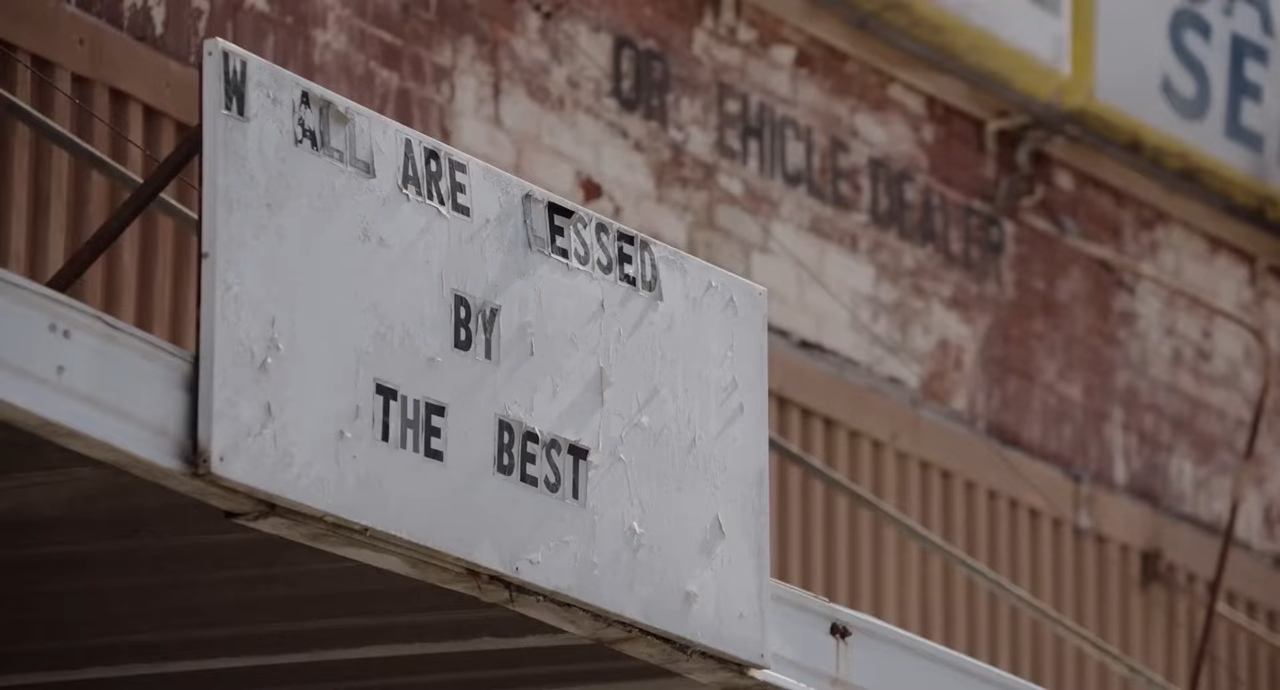 W ALL ARE LESSED
BY
THE BEST
OR EHICLE DEALER
SE